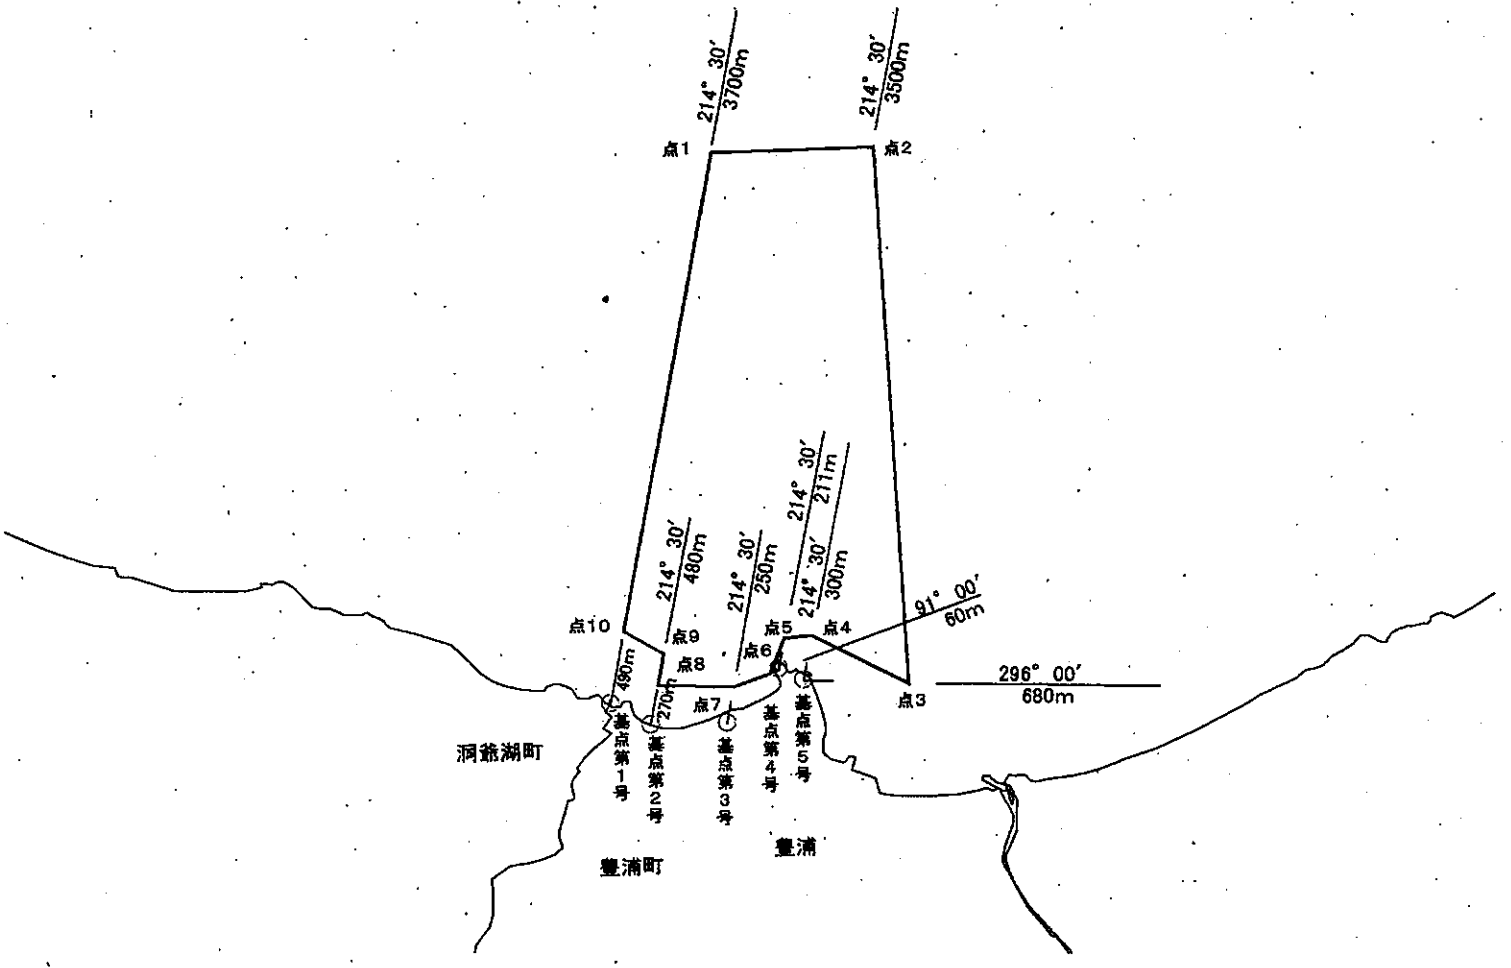 214° 30′
3700m
214° 30′
3500m
点1
点2
214° 30′
211m
214° 30′
300m
214° 30′
480m
214° 30′
250m
91° 00′
60m
点10
点9
点5
点4
点6
点8
490m
270m
点7
点3
296° 00′
680m
基点第1号
基点第2号
基点第3号
基点第4号
基点第5号
洞爺湖町
豊浦町
豊浦